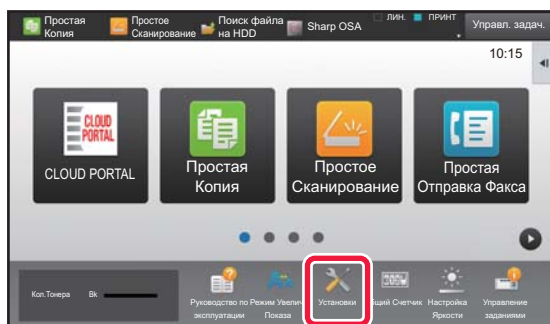 Простая
Копия
Простое
Сканирование
Поиск файла
на HDD
Sharp OSA
ЛИН.
ПРИНТ
Управл. задач.
10:15
CLOUD
PORTAL
CLOUD PORTAL
Простая
Копия
Простое
Сканирование
Простая
Отправка Факса
Кол.Тонера
Bk
Руководство по
эксплуатации
Режим Увелич
Показа
Установки
щий Счетчик
Настройка
Яркости
Управление
заданиями